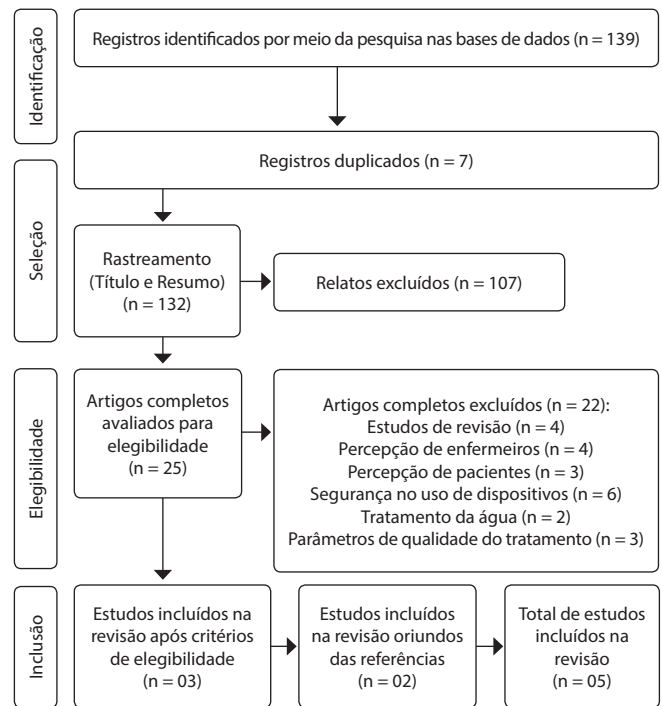 Identificação
Registros identificados por meio da pesquisa nas bases de dados (n = 139)
Registros duplicados (n = 7)
Seleção
Rastreamento
(Título e Resumo)
(n = 132)
Relatos excluídos (n = 107)
Elegibilidade
Artigos completos
avaliados para
elegibilidade
(n = 25)
Artigos completos excluídos (n = 22):
Estudos de revisão (n = 4)
Percepção de enfermeiros (n = 4)
Percepção de pacientes (n = 3)
Segurança no uso de dispositivos (n = 6)
Tratamento da água (n = 2)
Parâmetros de qualidade do tratamento (n = 3)
Inclusão
Estudos incluídos na
revisão após critérios
de elegibilidade
(n = 03)
Estudos incluídos
na revisão oriundos
das referências
(n = 02)
Total de estudos
incluídos na
revisão
(n = 05)